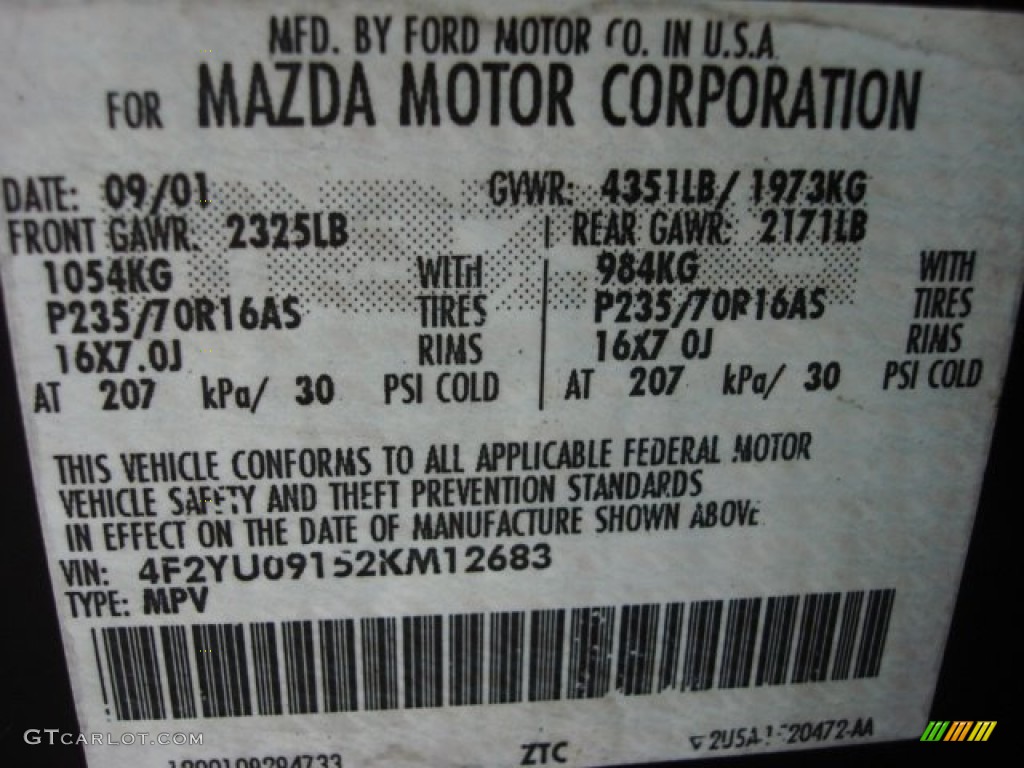 MFD. BY FORD MOTOR CO. IN U.S.A.
FOR MAZDA MOTOR CORPORATION
DATE: 09/01 GVWR: 4351LB/ 1973KG
FRONT GAWR: 2325LB REAR GAWR: 2171LB
1054KG WITH 984KG WITH
P235/70R16AS TIRES P235/70R16AS TIRES
16X7.0J RIMS 16X7.0J RIMS
AT 207 kPa/ 30 PSI COLD AT 207 kPa/ 30 PSI COLD
THIS VEHICLE CONFORMS TO ALL APPLICABLE FEDERAL MOTOR
VEHICLE SAFETY AND THEFT PREVENTION STANDARDS
IN EFFECT ON THE DATE OF MANUFACTURE SHOWN ABOVE
VIN: 4F2YU09152KM12683
TYPE: MPV
ZTC
GTCARLOT.COM